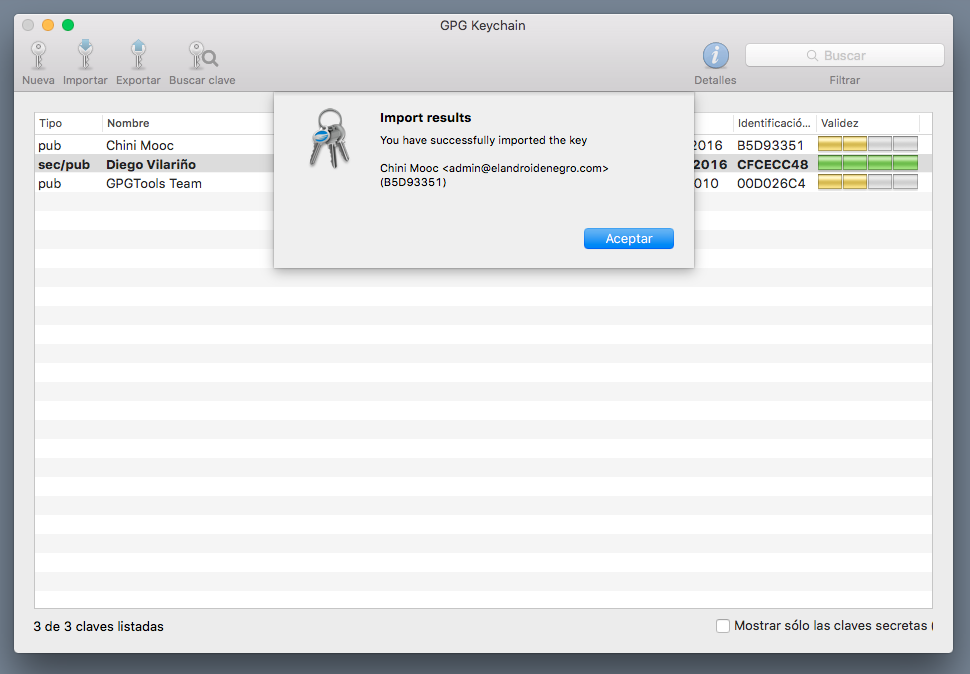 GPG Keychain
Nueva Importar Exportar Buscar clave Detalles Buscar
Filtrar
Import results
You have successfully imported the key
Chini Mooc <admin@elandroidenegro.com>
(B5D93351)
Aceptar
Tipo Nombre Identificació... Validez
pub Chini Mooc 2016 B5D93351
sec/pub Diego Vilariño 2016 CFCECC48
pub GPGTools Team 010 00D026C4
3 de 3 claves listadas
Mostrar sólo las claves secretas (